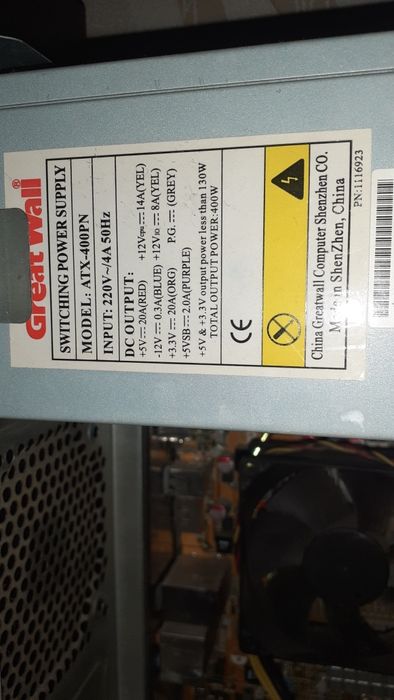 Great Wall®
SWITCHING POWER SUPPLY
MODEL: ATX-400PN
INPUT: 220V~/4A 50Hz
DC OUTPUT:
+5V⎓20A(RED) +12Vcpu⎓14A(YEL)
-12V⎓0.3A(BLUE) +12V IO⎓8A(YEL)
+3.3V⎓20A(ORG) P.G.⎓(GREY)
+5VSB⎓2.0A(PURPLE)
+5V & +3.3V output power less than 130W
TOTAL OUTPUT POWER:400W
CE
China Greatwall Computer Shenzhen CO.
in ShenZhen, China
PN:1116923